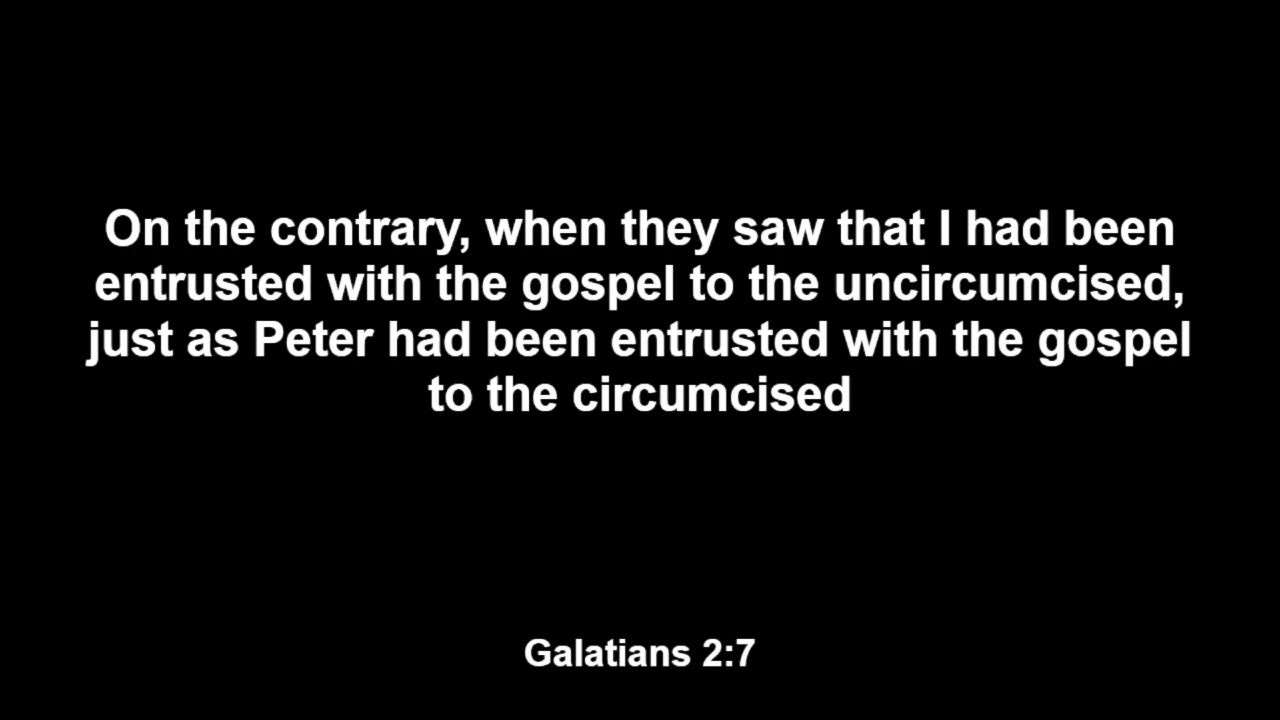 On the contrary, when they saw that I had been
entrusted with the gospel to the uncircumcised,
just as Peter had been entrusted with the gospel
to the circumcised
Galatians 2:7